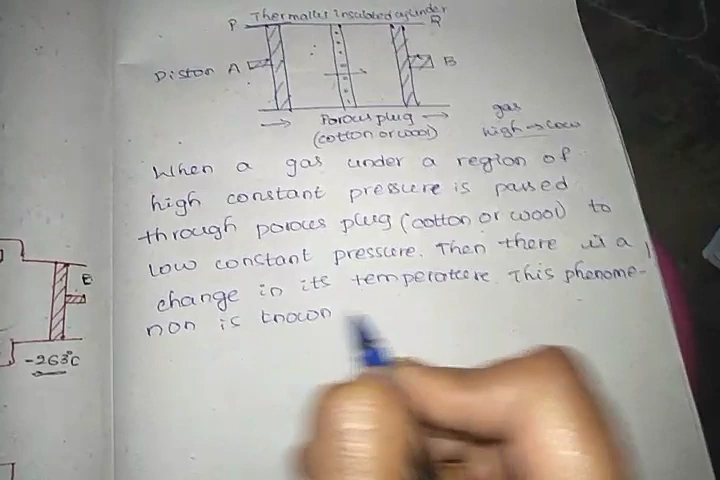 Thermally Insulated cylinder
P
Q
Piston A
B
Porous plug
(cotton or wool)
gas
high → low
When a gas under a region of
high constant pressure is passed
through porous plug (cotton or wool) to
low constant pressure. Then there is a
change in its temperature. This phenome-
non is known
B
-263°C